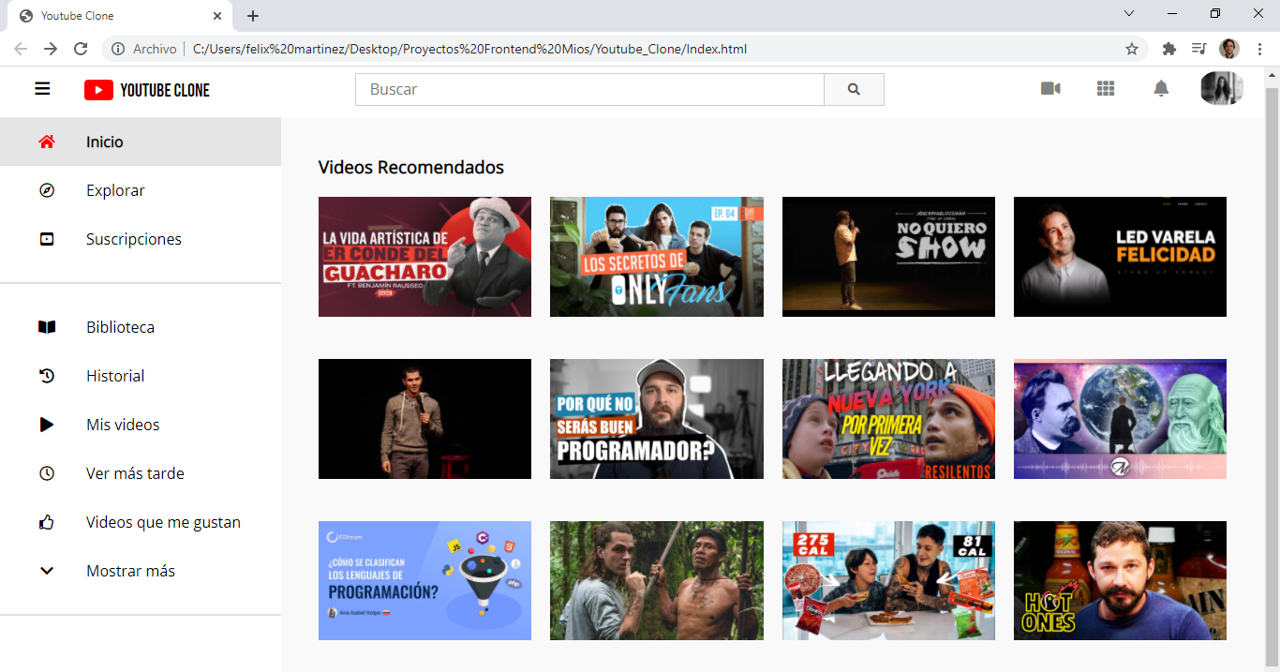 Youtube Clone
Archivo
C:/Users/felix%20martinez/Desktop/Proyectos%20Frontend%20Mios/Youtube_Clone/Index.html
YOUTUBE CLONE
Buscar
Inicio
Explorar
Suscripciones
Biblioteca
Historial
Mis videos
Ver más tarde
Videos que me gustan
Mostrar más
Videos Recomendados
LA VIDA ARTÍSTICA DE
ER CONDE DEL
GUÁCHARO
FT. BENJAMÍN RAUSSEO
EP. 04
LOS SECRETOS DE
ONLY Fans
NO QUIERO
SHOW
LED VARELA
FELICIDAD
STAND UP COMEDY
POR QUÉ NO
SERÁS BUEN
PROGRAMADOR?
LLEGANDO A
NUEVA YORK
POR PRIMERA
VEZ
RESILENTOS
EDteam
¿CÓMO SE CLASIFICAN
LOS LENGUAJES DE
PROGRAMACIÓN?
Ana Isabel Volpe
JS
php
275
CAL
81
CAL
HOT
ONES